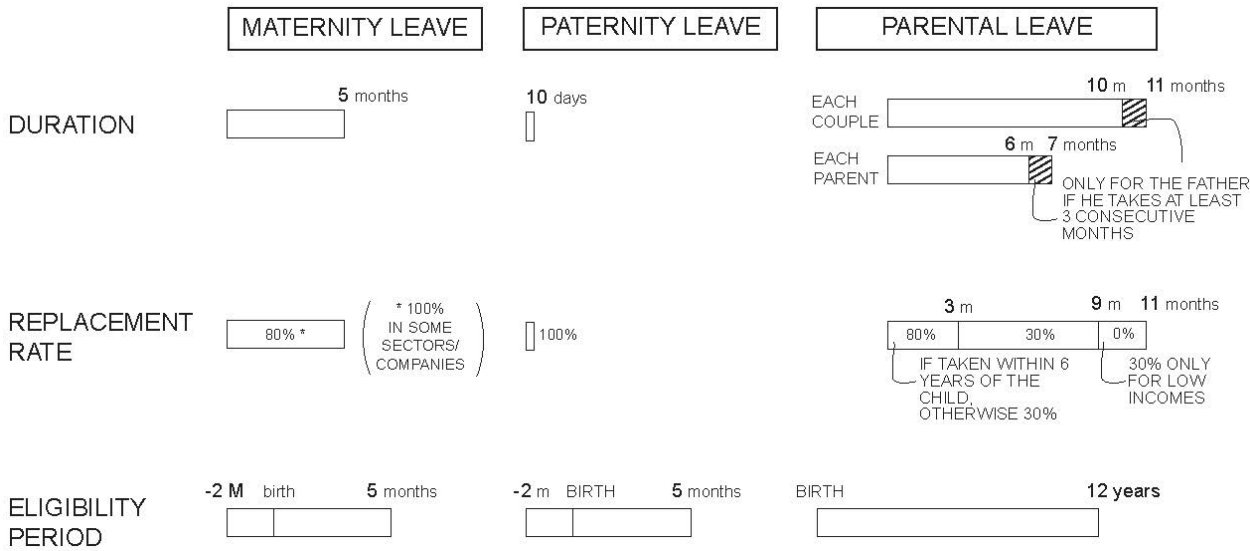 MATERNITY LEAVE
PATERNITY LEAVE
PARENTAL LEAVE
DURATION
5 months
10 days
EACH
COUPLE
10 m 11 months
EACH
PARENT
6 m 7 months
ONLY FOR THE FATHER
IF HE TAKES AT LEAST
3 CONSECUTIVE
MONTHS
REPLACEMENT
RATE
80% *
* 100%
IN SOME
SECTORS/
COMPANIES
100%
3 m
9 m 11 months
80%
30%
0%
IF TAKEN WITHIN 6
YEARS OF THE
CHILD,
OTHERWISE 30%
30% ONLY
FOR LOW
INCOMES
ELIGIBILITY
PERIOD
-2 M birth 5 months
-2 m BIRTH 5 months
BIRTH 12 years